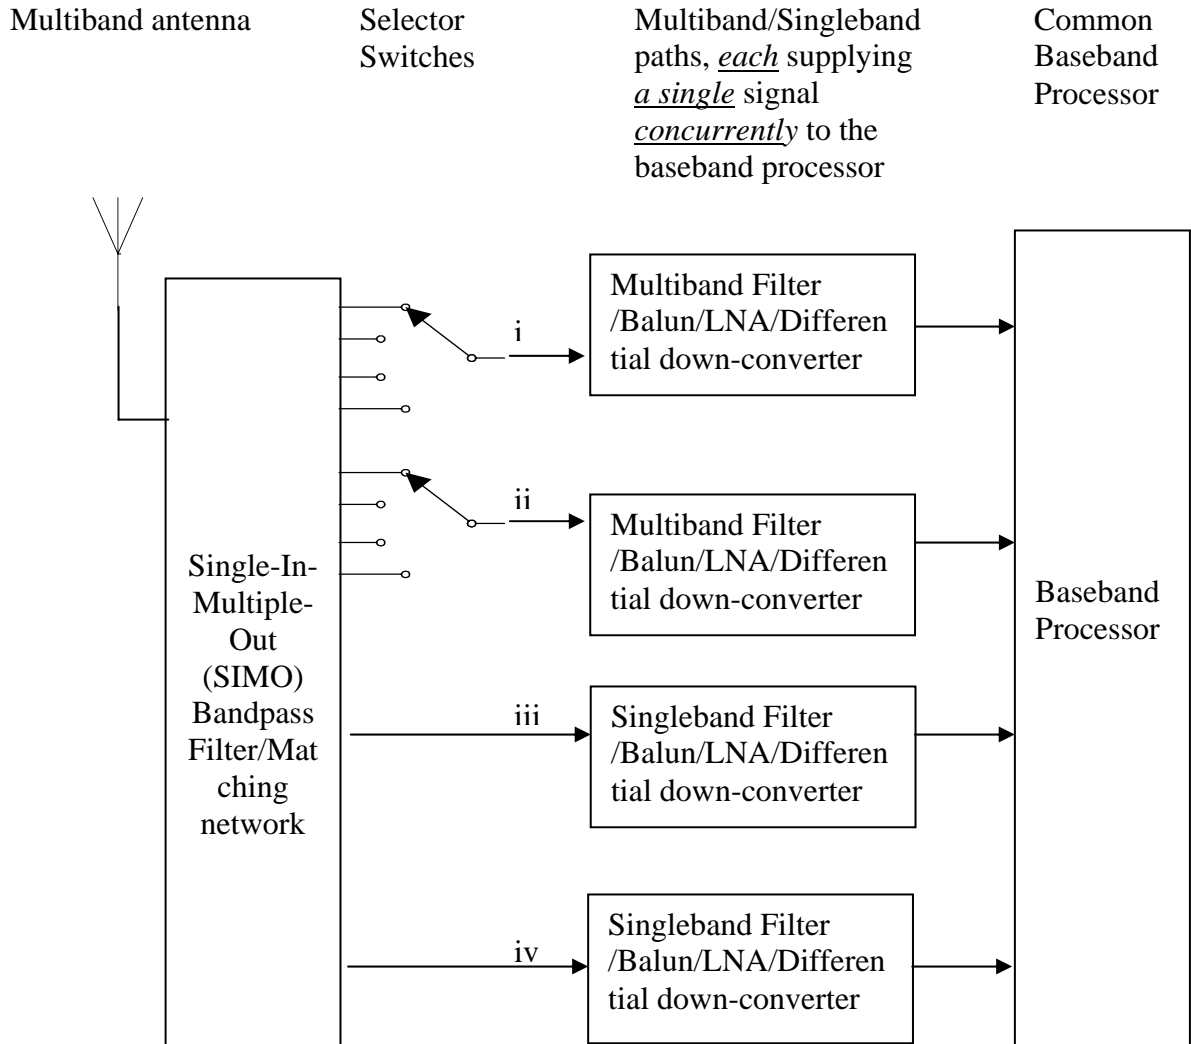 Multiband antenna
Selector
Switches
Multiband/Singleband
paths, each supplying
a single signal
concurrently to the
baseband processor
Common
Baseband
Processor
Single-In-
Multiple-
Out
(SIMO)
Bandpass
Filter/Mat
ching
network
i
Multiband Filter
/Balun/LNA/Differen
tial down-converter
ii
Multiband Filter
/Balun/LNA/Differen
tial down-converter
iii
Singleband Filter
/Balun/LNA/Differen
tial down-converter
iv
Singleband Filter
/Balun/LNA/Differen
tial down-converter
Baseband
Processor